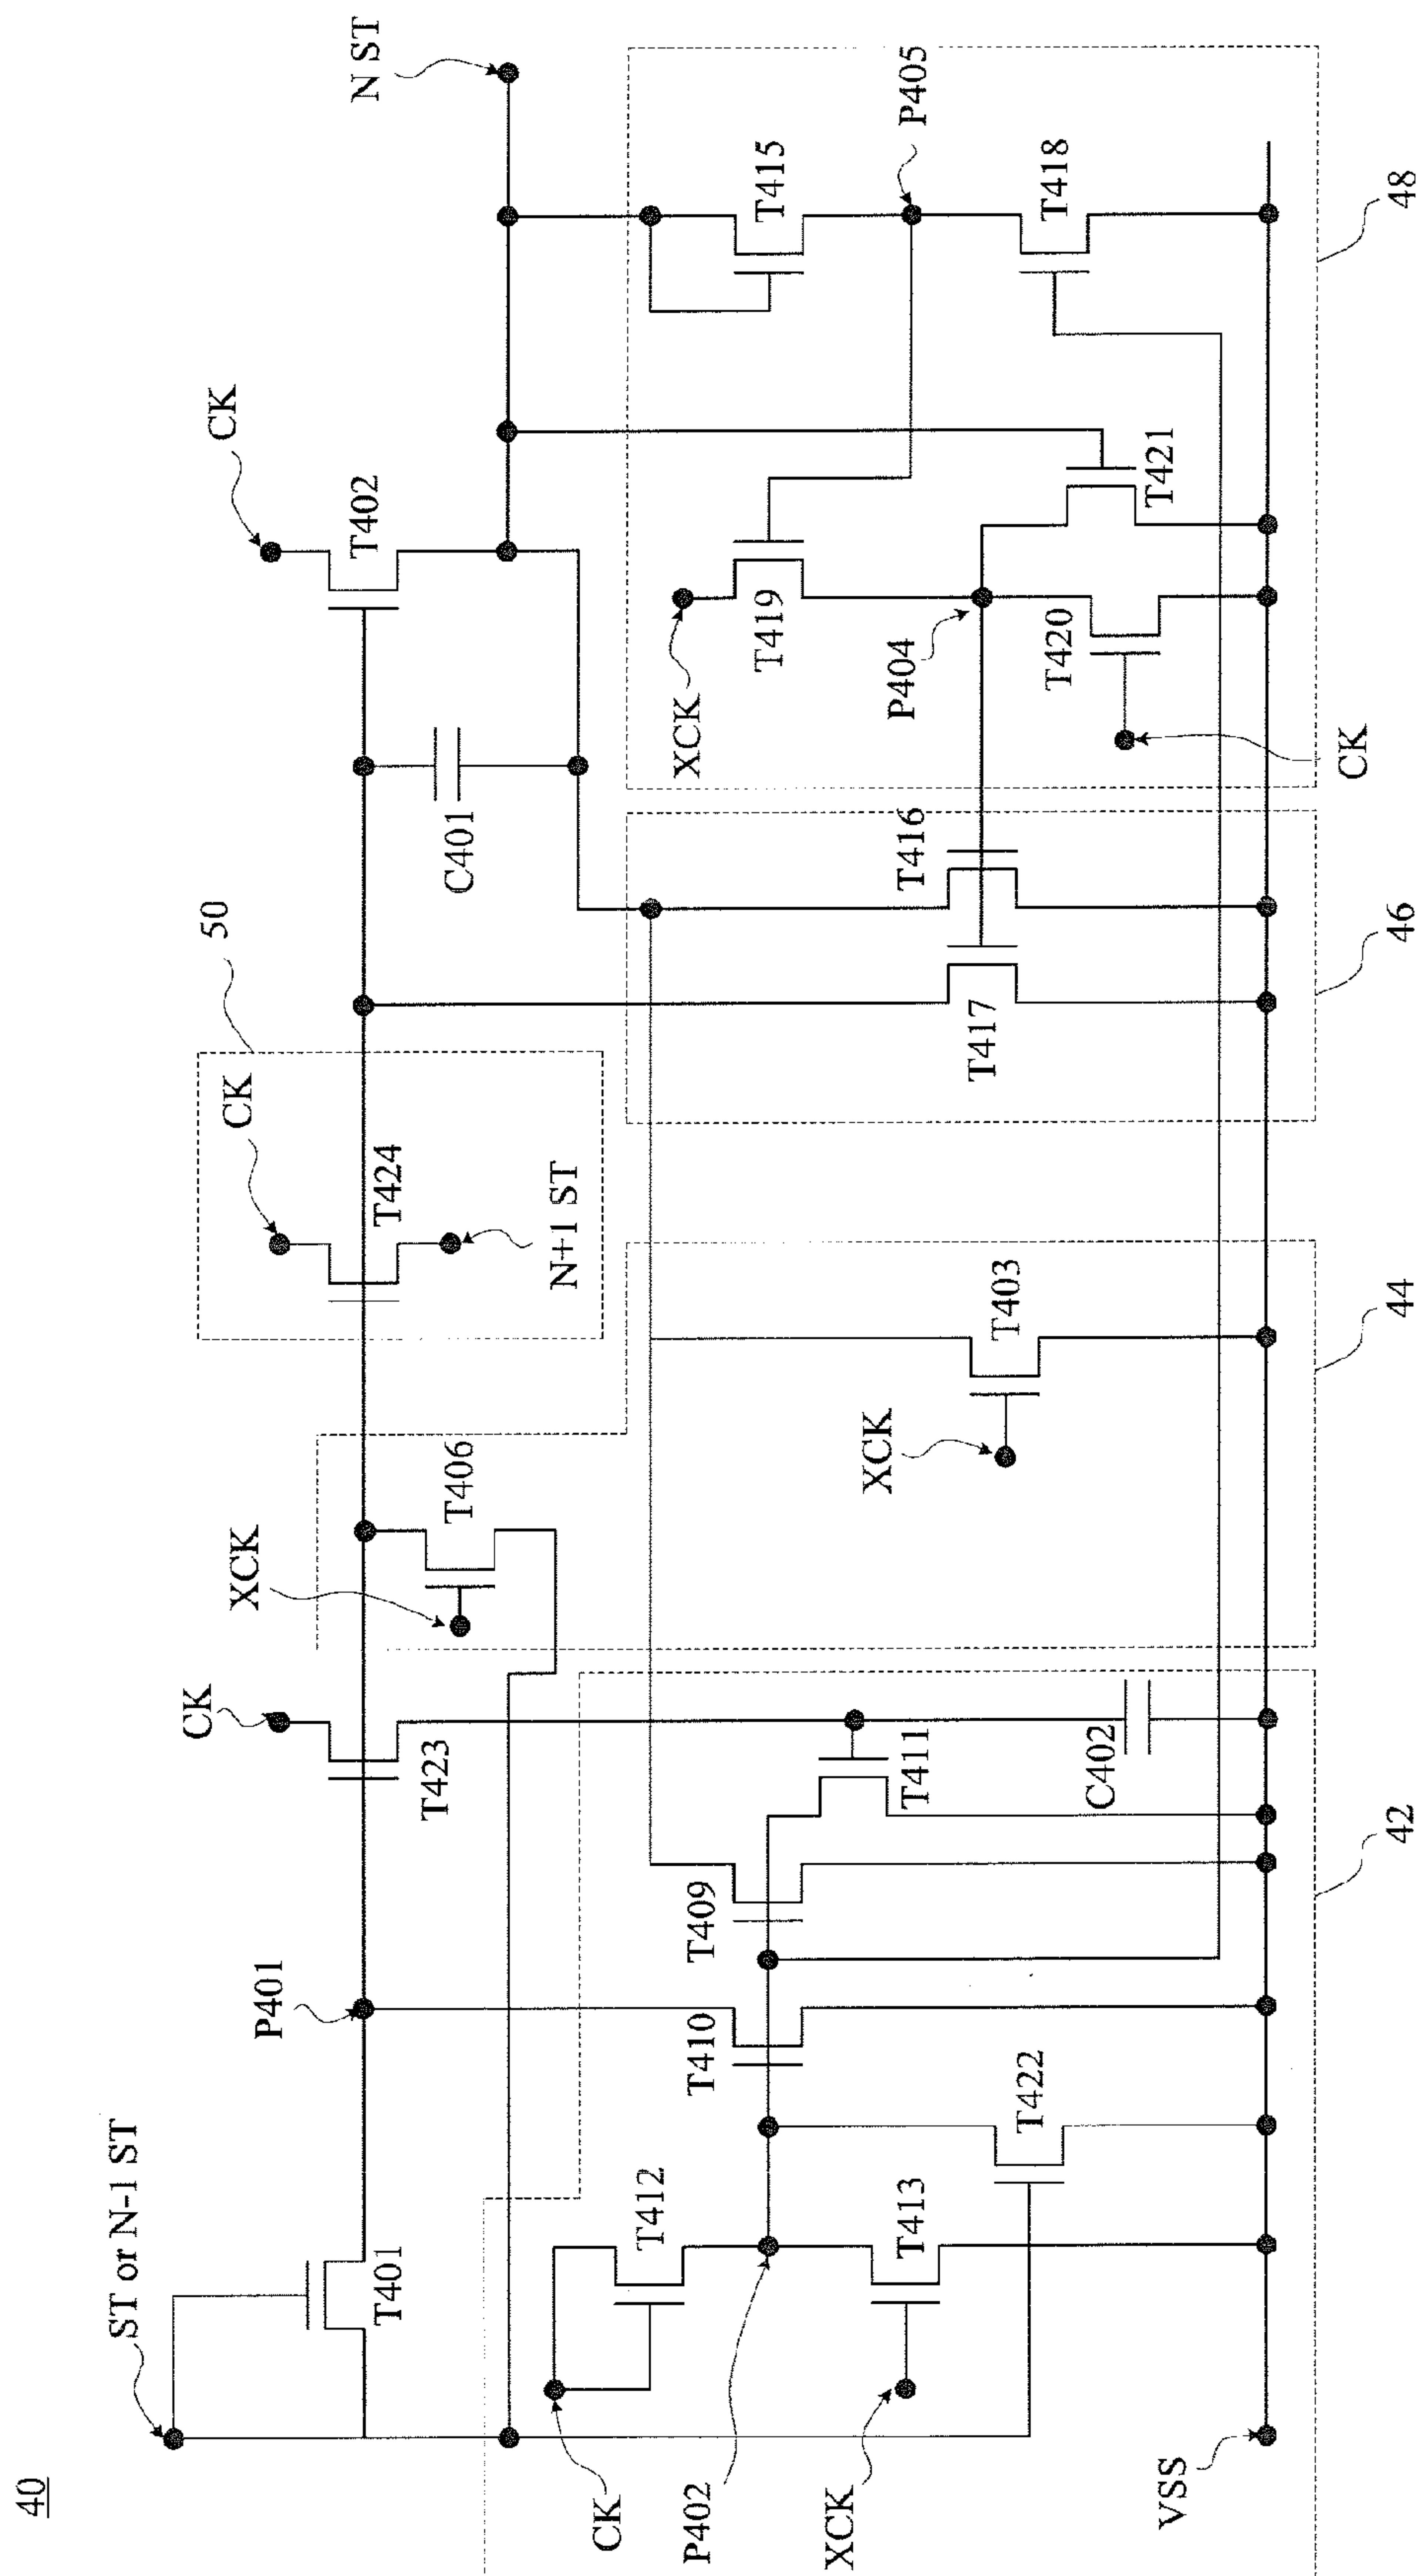 40
ST or N-1 ST
T401
P401
CK
T423
XCK
T406
50
CK
T424
N+1 ST
C401
CK
T402
N ST
CK
T412
P402
XCK
T413
T422
T410
T409
T411
C402
42
VSS
XCK
T403
44
T417
T416
46
XCK
T419
P404
T420
CK
T421
T415
P405
T418
48